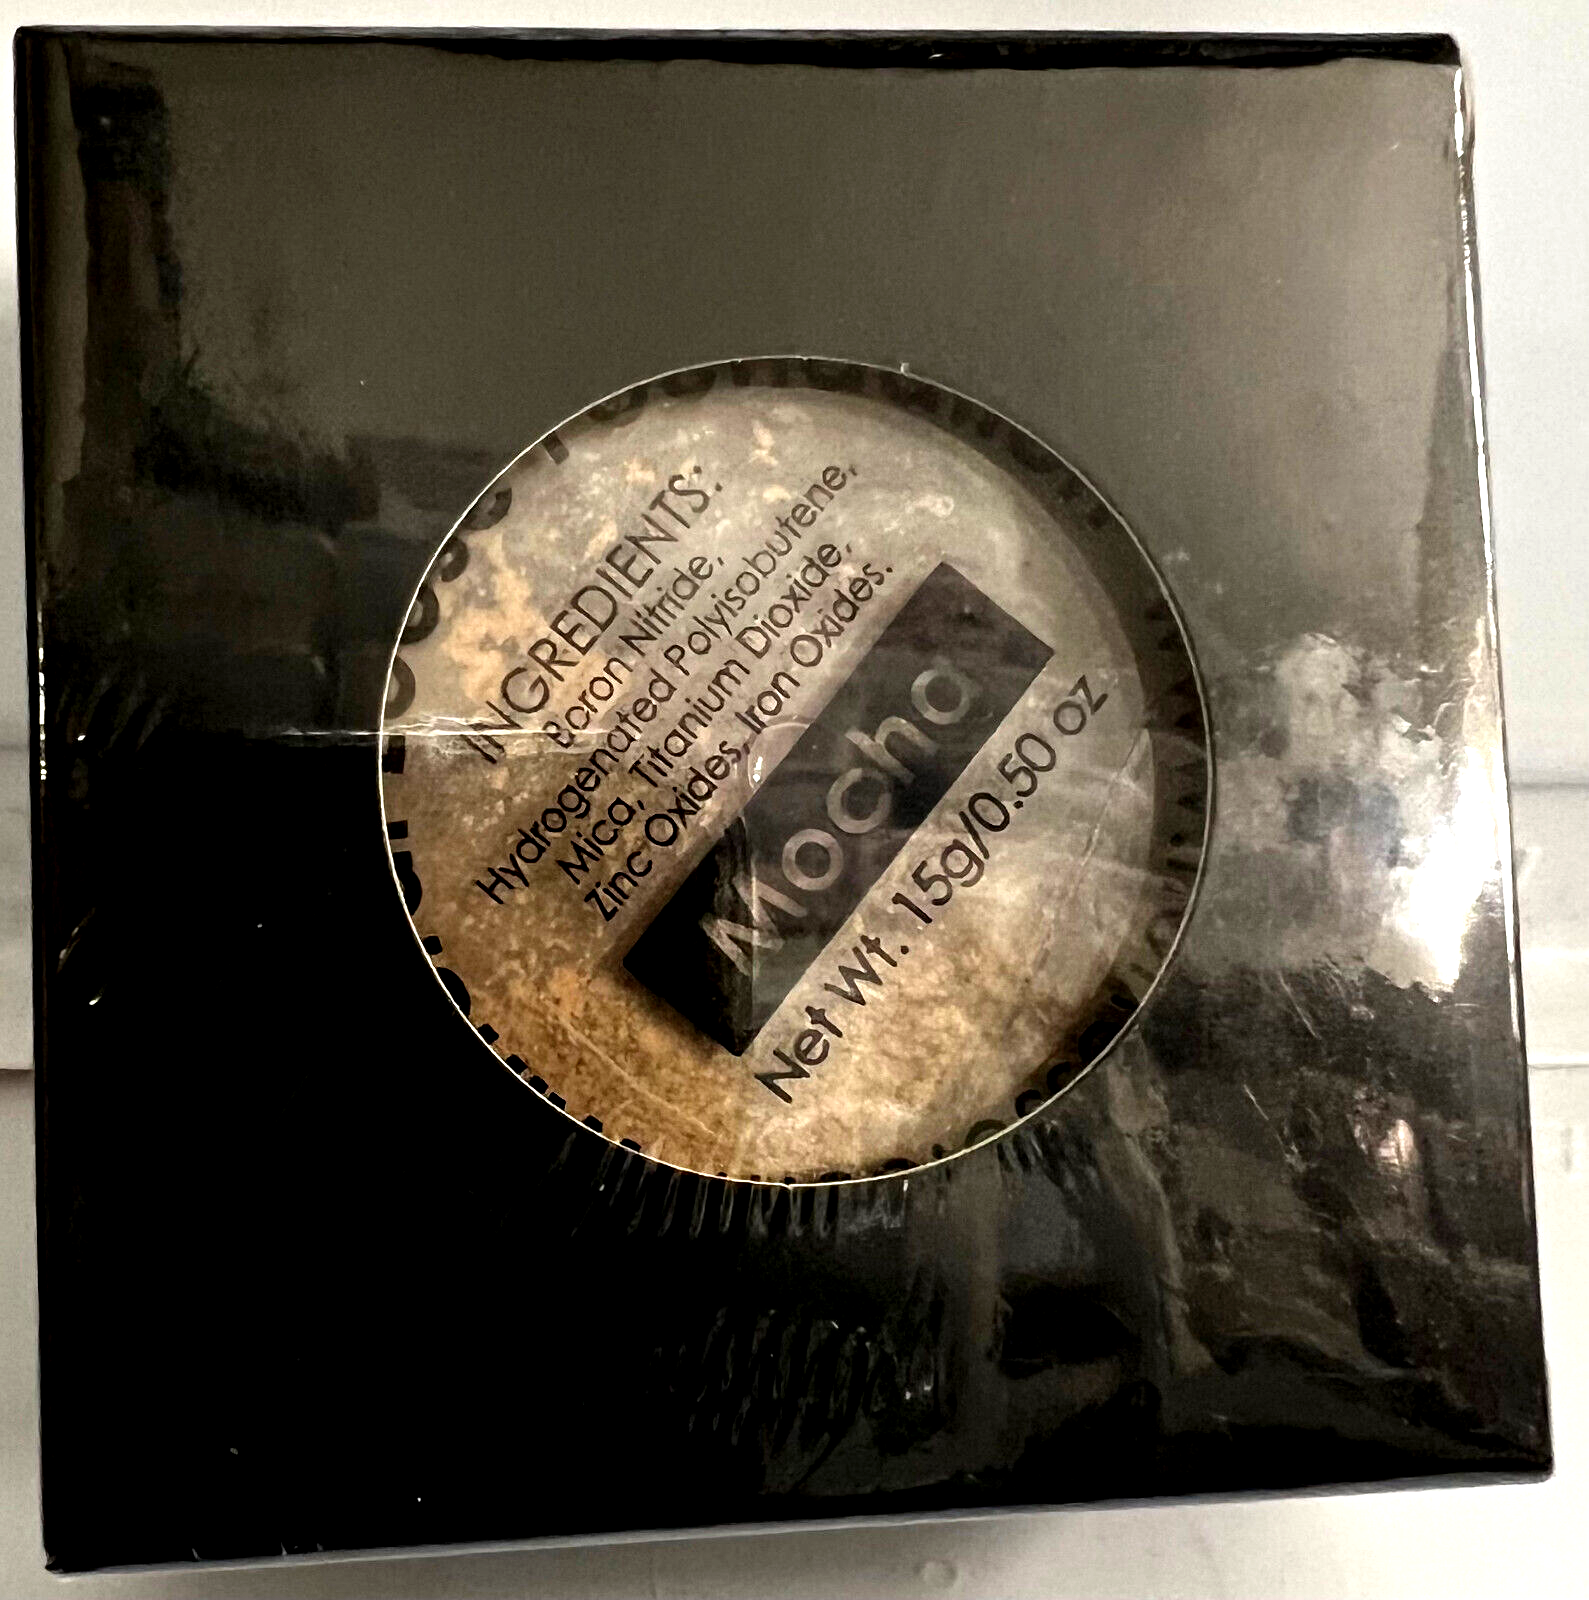 INGREDIENTS:
Boron Nitride,
Hydrogenated Polyisobutene,
Mica, Titanium Dioxide,
Zinc Oxides, Iron Oxides.
Mocha
Net Wt. 15g/0.50 oz